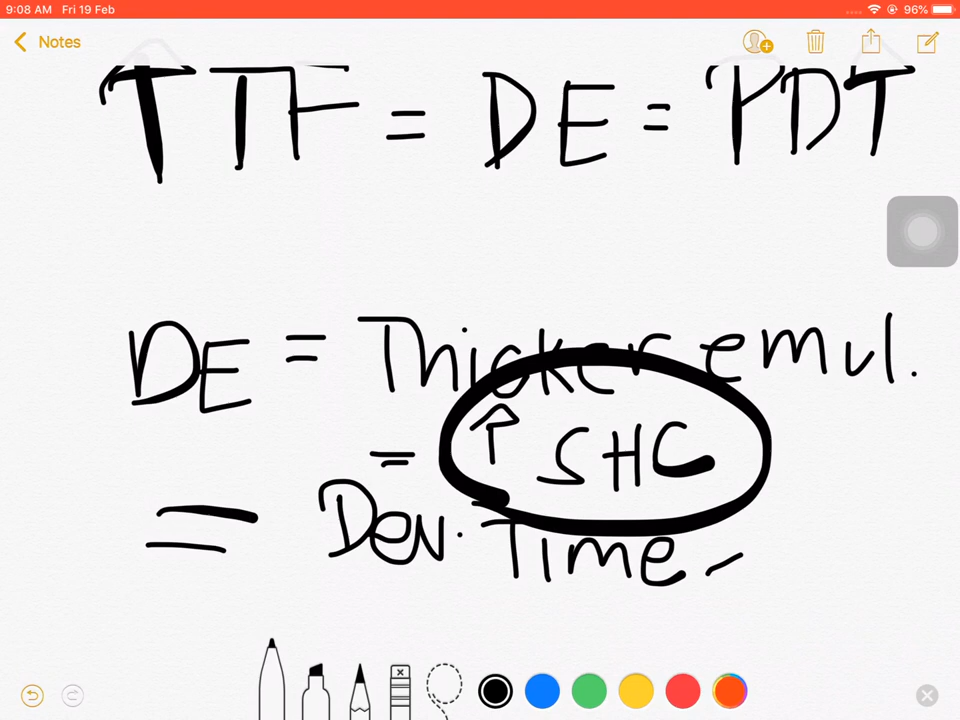 9:08 AM Fri 19 Feb 96%
Notes
TTF = DE = PDT
DE = Thicker emul.
= ↑ SHC
= Dev. Time